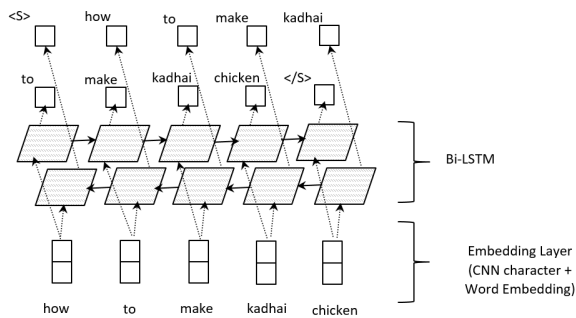 <S> how to make kadhai
to make kadhai chicken </S>
Bi-LSTM
Embedding Layer
(CNN character +
Word Embedding)
how to make kadhai chicken